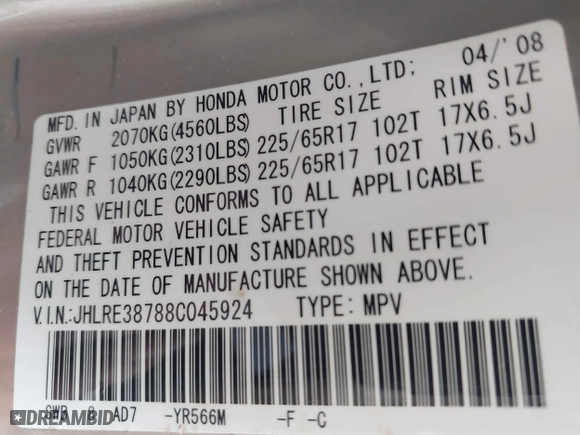 MFD. IN JAPAN BY HONDA MOTOR CO.,LTD; 04/'08
GVWR 2070KG(4560LBS) TIRE SIZE RIM SIZE
GAWR F 1050KG(2310LBS) 225/65R17 102T 17X6.5J
GAWR R 1040KG(2290LBS) 225/65R17 102T 17X6.5J
THIS VEHICLE CONFORMS TO ALL APPLICABLE
FEDERAL MOTOR VEHICLE SAFETY
AND THEFT PREVENTION STANDARDS IN EFFECT
ON THE DATE OF MANUFACTURE SHOWN ABOVE.
V.I.N.:JHLRE38788C045924 TYPE: MPV
SWB 8 AD7 -YR566M -F -C
DREAMBID